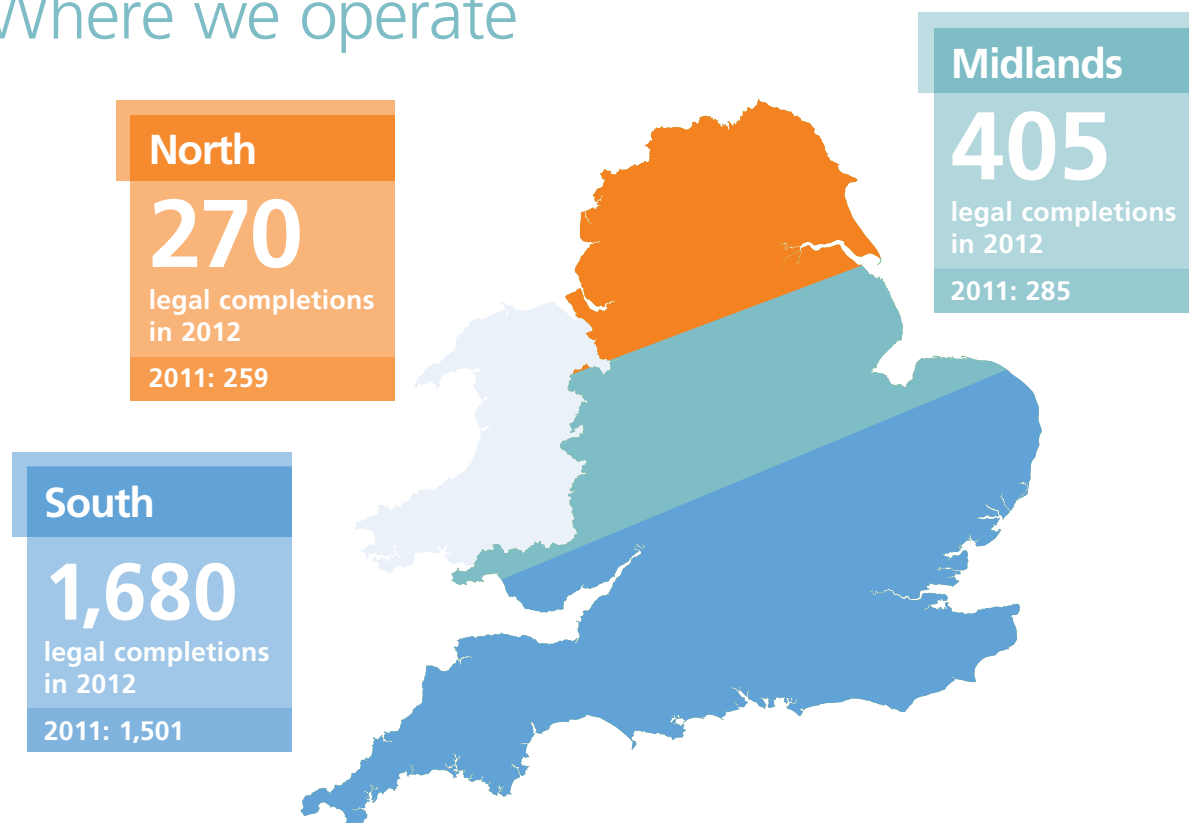 Where we operate
North
270
legal completions
in 2012
2011: 259
Midlands
405
legal completions
in 2012
2011: 285
South
1,680
legal completions
in 2012
2011: 1,501